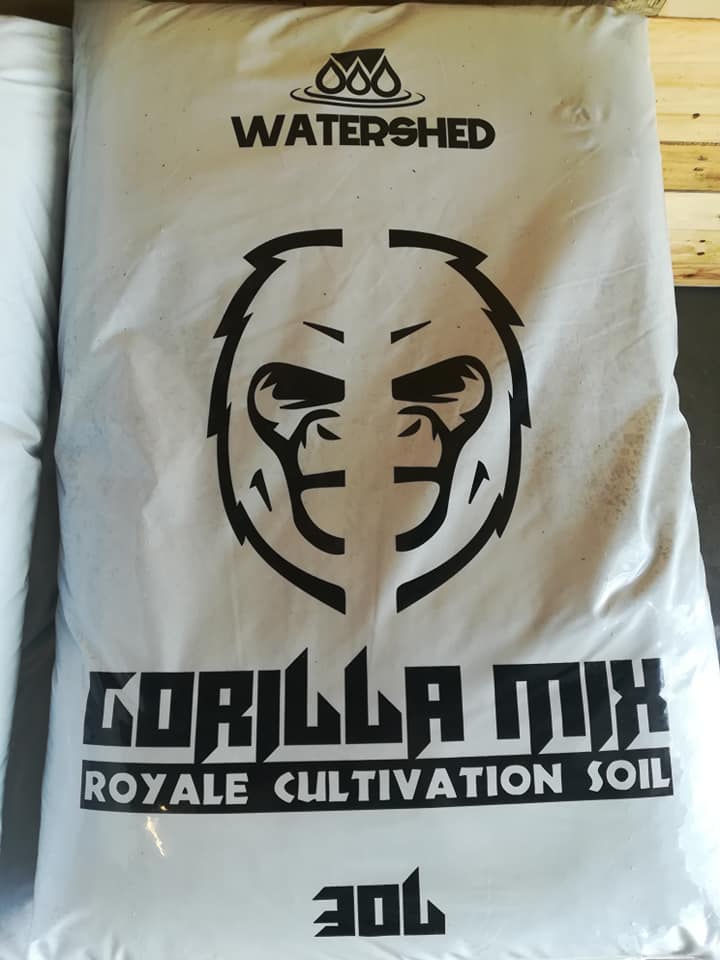 WATERSHED
GORILLA MIX
ROYALE CULTIVATION SOIL
30L